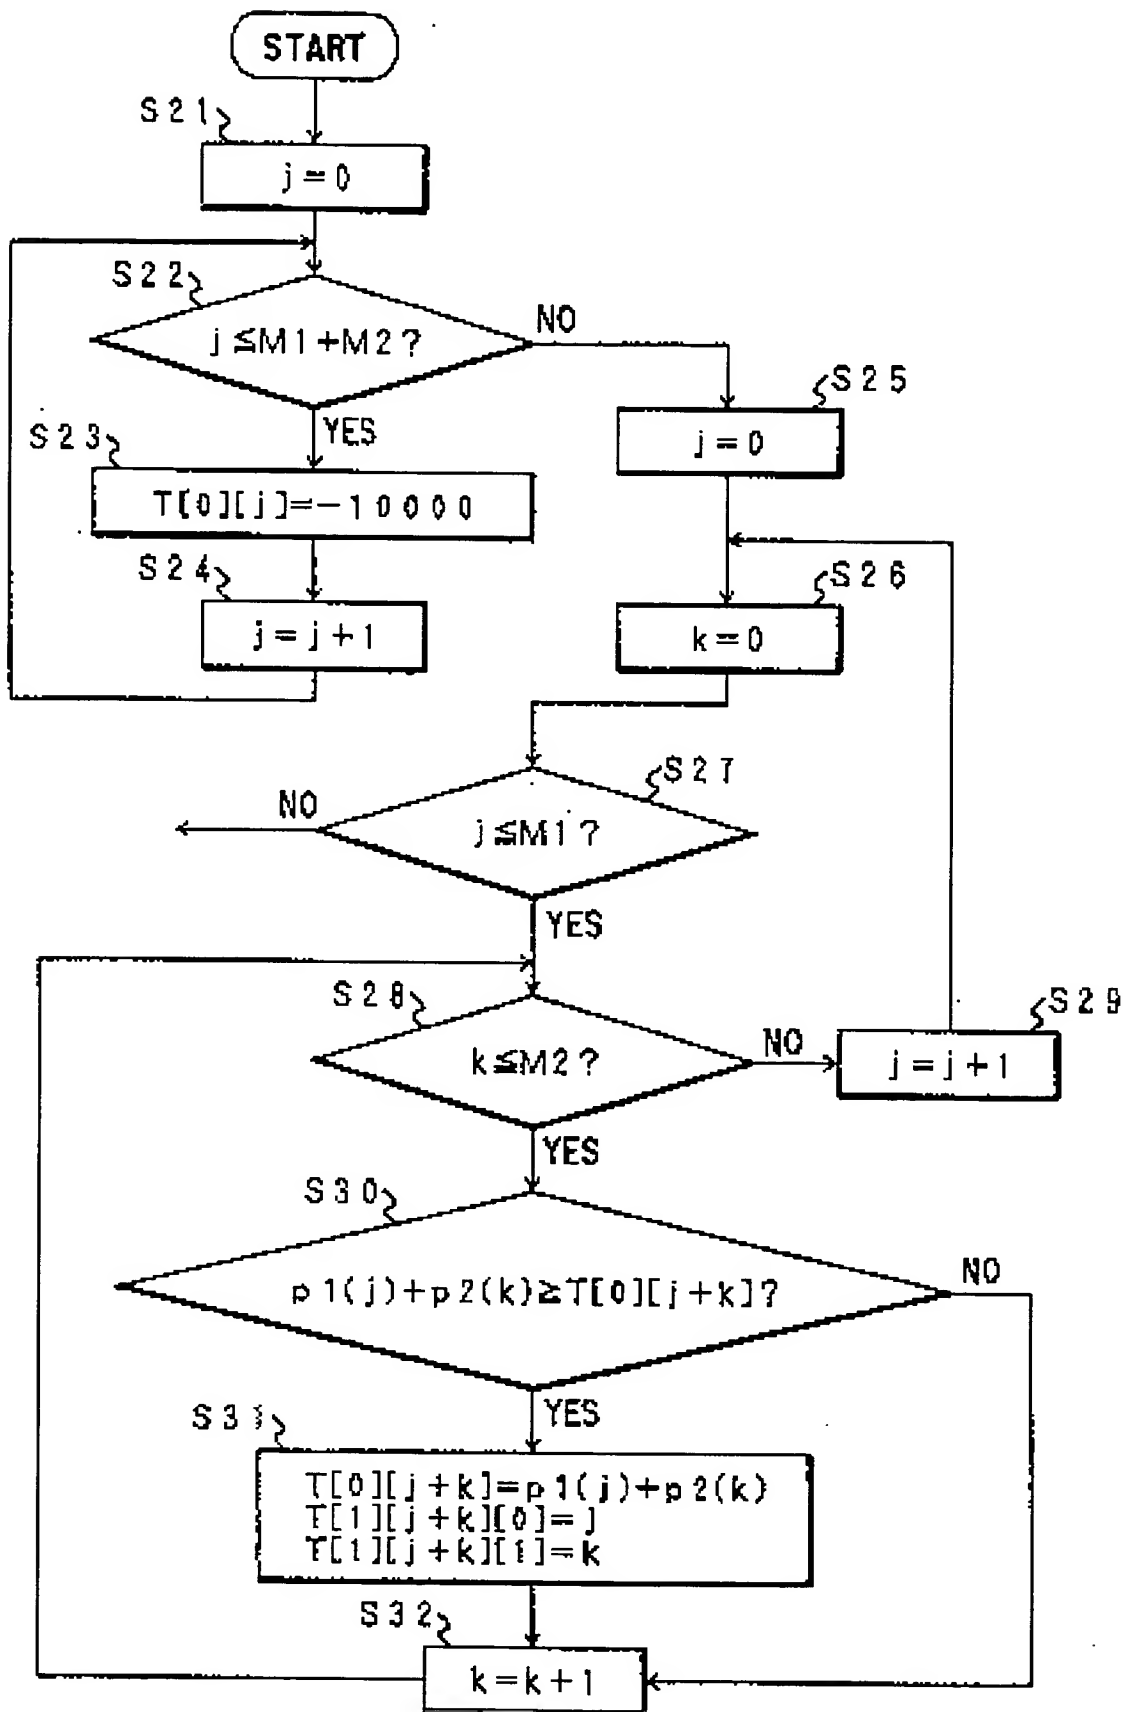 START
S21
j=0
S22
j≦M1+M2?
NO
YES
S23
T[0][j]=-10000
S24
j=j+1
S25
j=0
S26
k=0
S27
j≦M1?
NO
YES
S28
k≦M2?
NO
S29
j=j+1
YES
S30
p1(j)+p2(k)≧T[0][j+k]?
NO
YES
S31
T[0][j+k]=p1(j)+p2(k)
T[1][j+k][0]=j
T[1][j+k][1]=k
S32
k=k+1